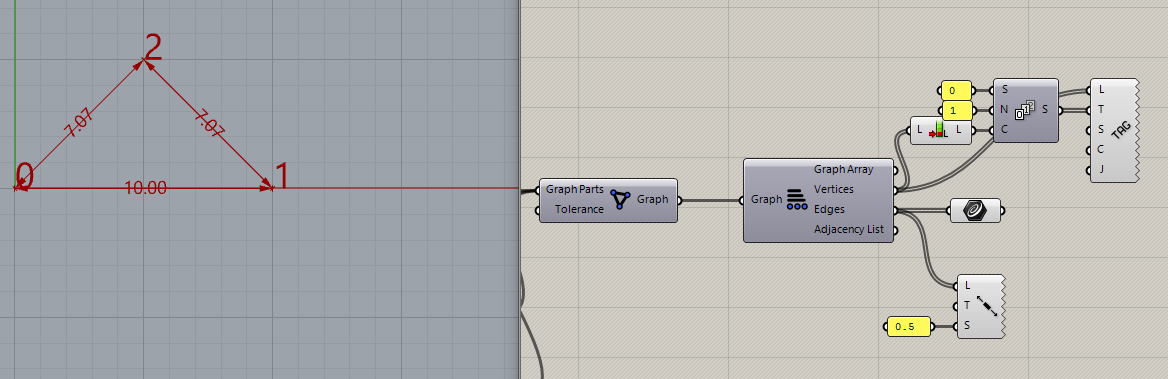 2
7.07
7.07
0
1
10.00
0
1
S
N
C
S
L
L
L
T
S
C
J
TAG
Graph Parts
Tolerance
Graph
Graph
Graph Array
Vertices
Edges
Adjacency List
L
T
S
0.5